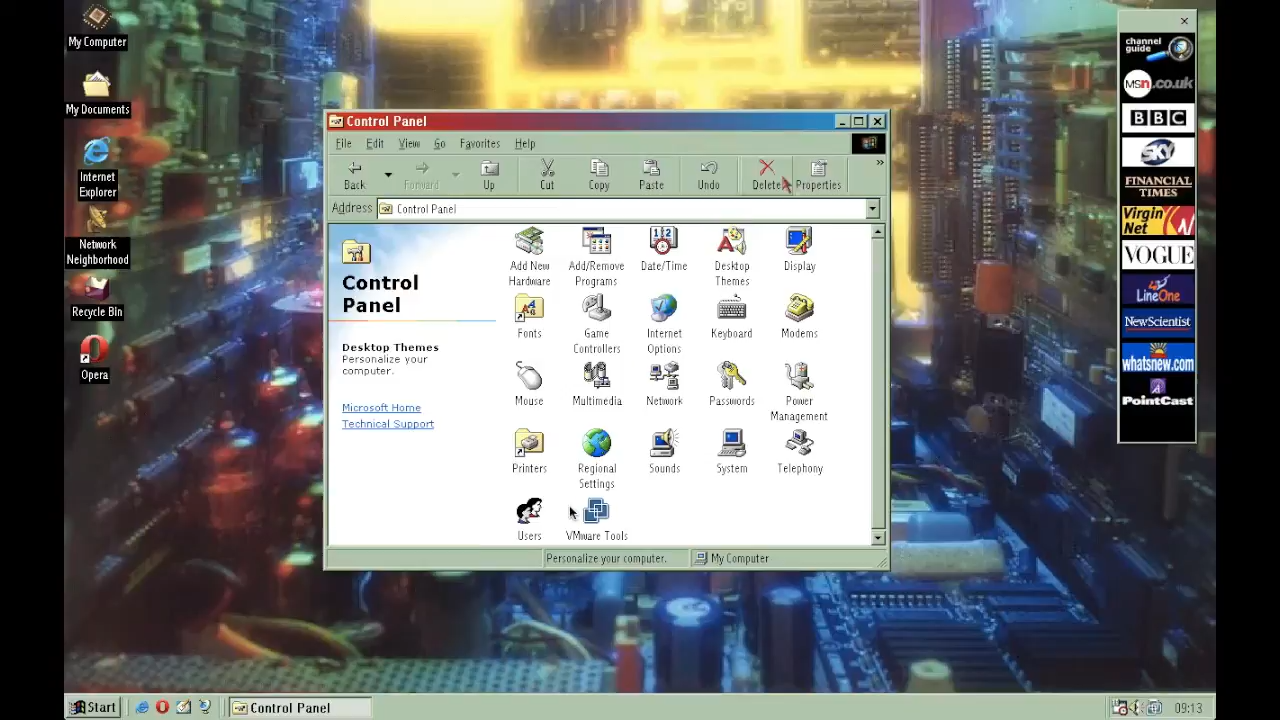 My Computer
My Documents
Internet
Explorer
Network
Neighborhood
Recycle Bin
Opera
Control Panel
File Edit View Go Favorites Help
Back Forward Up Cut Copy Paste Undo Delete Properties
Address Control Panel
Control
Panel
Desktop Themes
Personalize your
computer.
Microsoft Home
Technical Support
Add New
Hardware
Add/Remove
Programs
Date/Time
Desktop
Themes
Display
Fonts
Game
Controllers
Internet
Options
Keyboard
Modems
Mouse
Multimedia
Network
Passwords
Power
Management
Printers
Regional
Settings
Sounds
System
Telephony
Users
VMware Tools
Personalize your computer. My Computer
channel
guide
msn.co.uk
BBC
SKY
FINANCIAL
TIMES
Virgin
Net
VOGUE
LineOne
NewScientist
whatsnew.com
PointCast
Start Control Panel 09:13